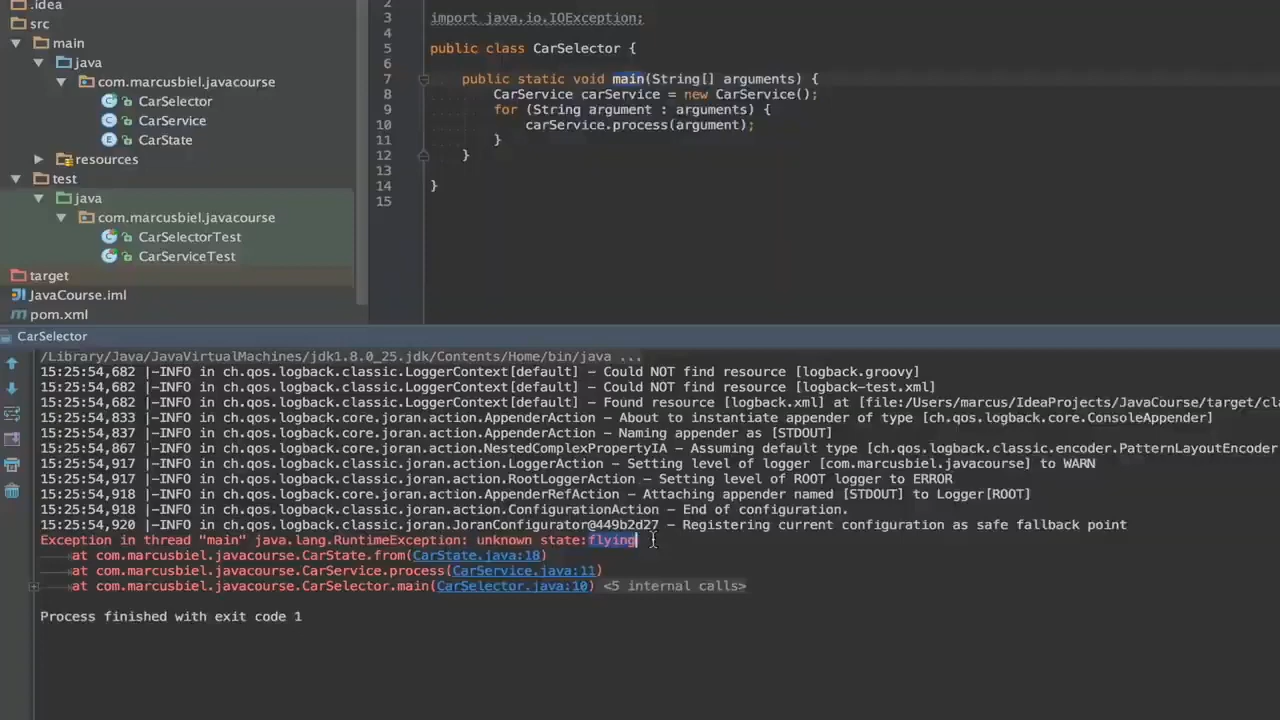 .idea
src
main
java
com.marcusbiel.javacourse
CarSelector
CarService
CarState
resources
test
java
com.marcusbiel.javacourse
CarSelectorTest
CarServiceTest
target
JavaCourse.iml
pom.xml
2
3 import java.io.IOException;
4
5 public class CarSelector {
6
7 public static void main(String[] arguments) {
8 CarService carService = new CarService();
9 for (String argument : arguments) {
10 carService.process(argument);
11 }
12 }
13
14 }
15
CarSelector
/Library/Java/JavaVirtualMachines/jdk1.8.0_25.jdk/Contents/Home/bin/java ...
15:25:54,682 |-INFO in ch.qos.logback.classic.LoggerContext[default] - Could NOT find resource [logback.groovy]
15:25:54,682 |-INFO in ch.qos.logback.classic.LoggerContext[default] - Could NOT find resource [logback-test.xml]
15:25:54,682 |-INFO in ch.qos.logback.classic.LoggerContext[default] - Found resource [logback.xml] at [file:/Users/marcus/IdeaProjects/JavaCourse/target/cla
15:25:54,833 |-INFO in ch.qos.logback.core.joran.action.AppenderAction - About to instantiate appender of type [ch.qos.logback.core.ConsoleAppender]
15:25:54,837 |-INFO in ch.qos.logback.core.joran.action.AppenderAction - Naming appender as [STDOUT]
15:25:54,867 |-INFO in ch.qos.logback.core.joran.action.NestedComplexPropertyIA - Assuming default type [ch.qos.logback.classic.encoder.PatternLayoutEncoder
15:25:54,917 |-INFO in ch.qos.logback.classic.joran.action.LoggerAction - Setting level of logger [com.marcusbiel.javacourse] to WARN
15:25:54,917 |-INFO in ch.qos.logback.classic.joran.action.RootLoggerAction - Setting level of ROOT logger to ERROR
15:25:54,918 |-INFO in ch.qos.logback.core.joran.action.AppenderRefAction - Attaching appender named [STDOUT] to Logger[ROOT]
15:25:54,918 |-INFO in ch.qos.logback.classic.joran.action.ConfigurationAction - End of configuration.
15:25:54,920 |-INFO in ch.qos.logback.classic.joran.JoranConfigurator@449b2d27 - Registering current configuration as safe fallback point
Exception in thread "main" java.lang.RuntimeException: unknown state:flying
at com.marcusbiel.javacourse.CarState.from(CarState.java:18)
at com.marcusbiel.javacourse.CarService.process(CarService.java:11)
at com.marcusbiel.javacourse.CarSelector.main(CarSelector.java:10) <5 internal calls>
Process finished with exit code 1